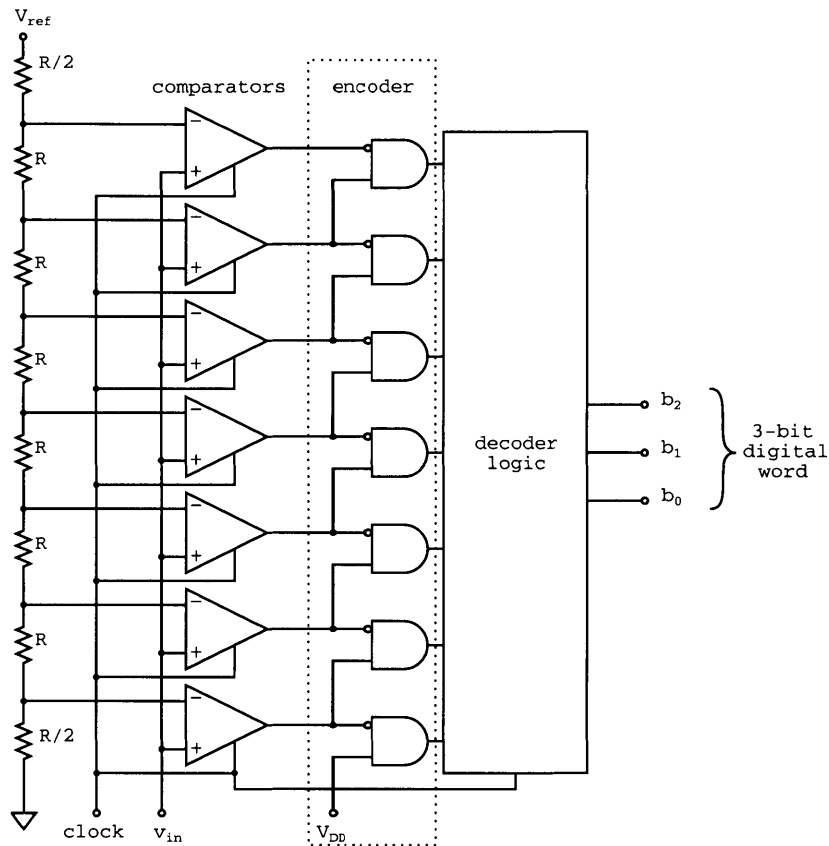 V_ref
R/2
comparators
encoder
−
+
R
−
+
R
−
+
R
−
+
R
−
+
R
−
+
R
−
+
R/2
decoder
logic
b_2
b_1
b_0
3-bit
digital
word
clock
v_in
V_DD